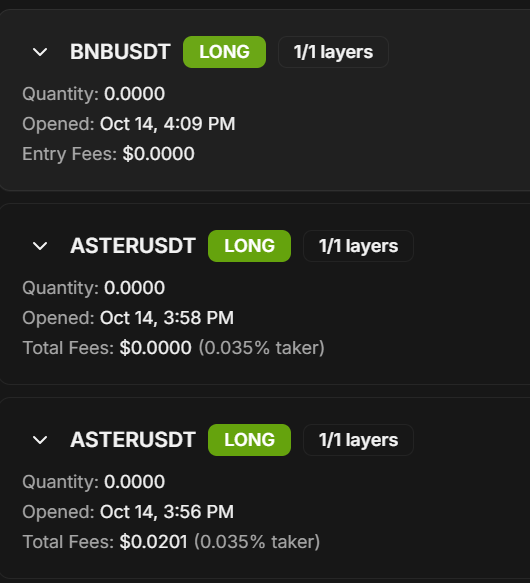 BNBUSDT LONG 1/1 layers
Quantity: 0.0000
Opened: Oct 14, 4:09 PM
Entry Fees: $0.0000
ASTERUSDT LONG 1/1 layers
Quantity: 0.0000
Opened: Oct 14, 3:58 PM
Total Fees: $0.0000 (0.035% taker)
ASTERUSDT LONG 1/1 layers
Quantity: 0.0000
Opened: Oct 14, 3:56 PM
Total Fees: $0.0201 (0.035% taker)